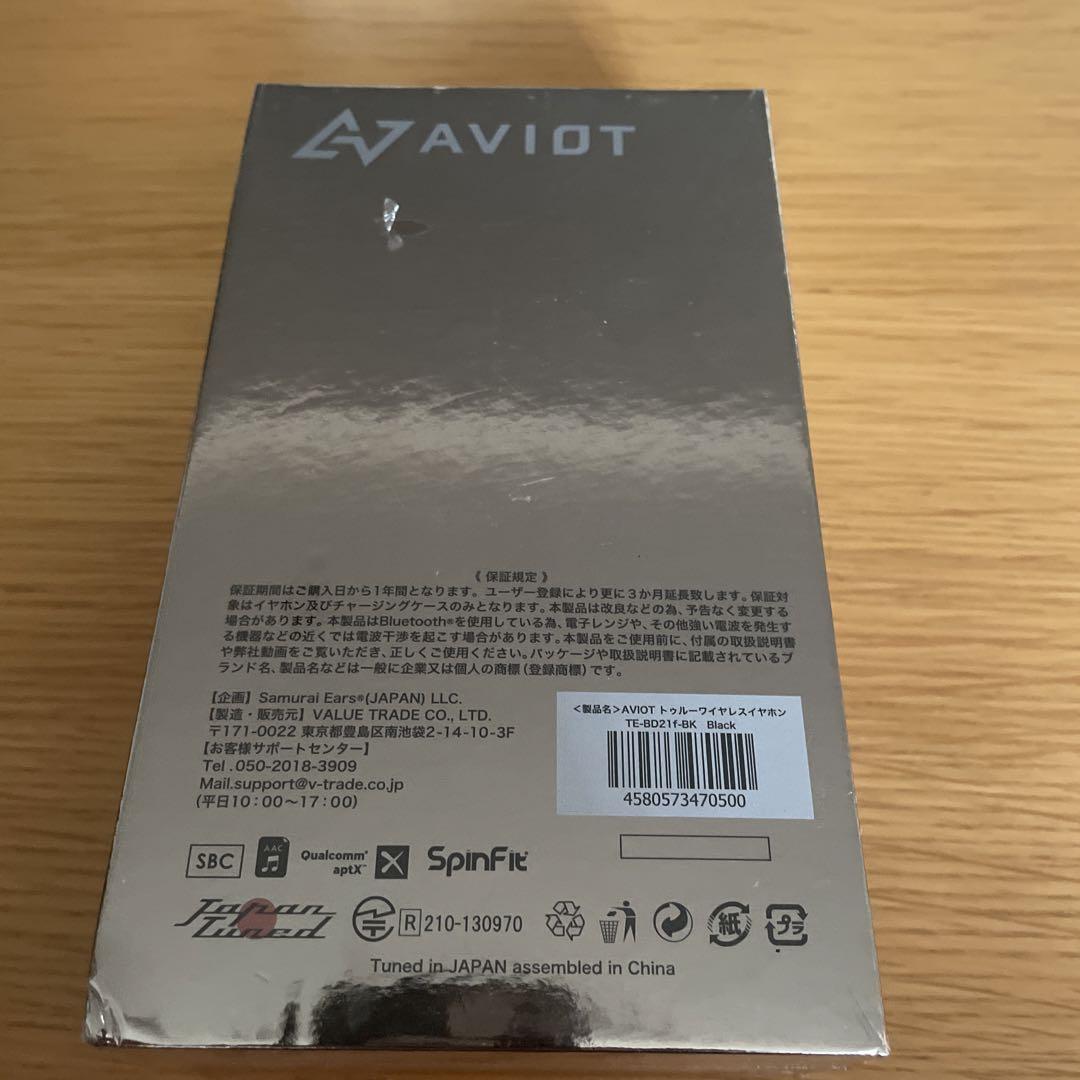 AVIOT
《 保証規定 》
保証期間はご購入日から1年間となります。ユーザー登録により更に3か月延長致します。保証対
象はイヤホン及びチャージングケースのみとなります。本製品は改良などの為、予告なく変更する
場合があります。本製品はBluetooth®を使用している為、電子レンジや、その他強い電波を発生す
る機器などの近くでは電波干渉を起こす場合があります。本製品をご使用前に、付属の取扱説明書
や弊社動画をご覧いただき、正しくご使用ください。パッケージや取扱説明書に記載されているブ
ランド名、製品名などは一般に企業又は個人の商標（登録商標）です。
【企画】Samurai Ears®(JAPAN) LLC.
【製造・販売元】VALUE TRADE CO., LTD.
〒171-0022 東京都豊島区南池袋2-14-10-3F
【お客様サポートセンター】
Tel .050-2018-3909
Mail.support@v-trade.co.jp
（平日10：00〜17：00）
<製品名>AVIOT トゥルーワイヤレスイヤホン
TE-BD21f-BK Black
4580573470500
SBC AAC Qualcomm® aptX™ SpinFit®
Japan Tuned R 210-130970 紙 プラ
Tuned in JAPAN assembled in China